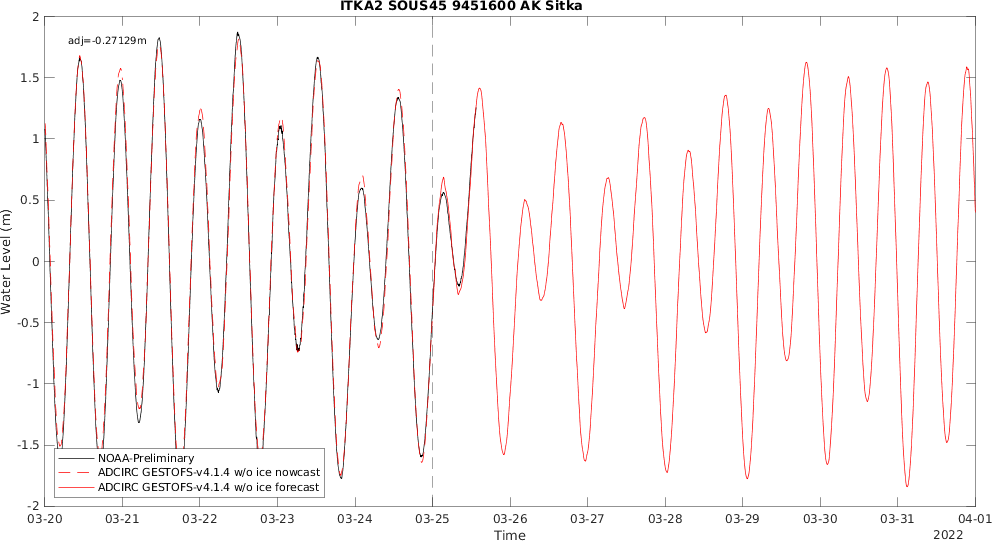 ITKA2 SOUS45 9451600 AK Sitka
adj=-0.27129m
2
1.5
1
0.5
0
-0.5
-1
-1.5
-2
Water Level (m)
NOAA-Preliminary
ADCIRC GESTOFS-v4.1.4 w/o ice nowcast
ADCIRC GESTOFS-v4.1.4 w/o ice forecast
03-20 03-21 03-22 03-23 03-24 03-25 03-26 03-27 03-28 03-29 03-30 03-31 04-01
Time
2022